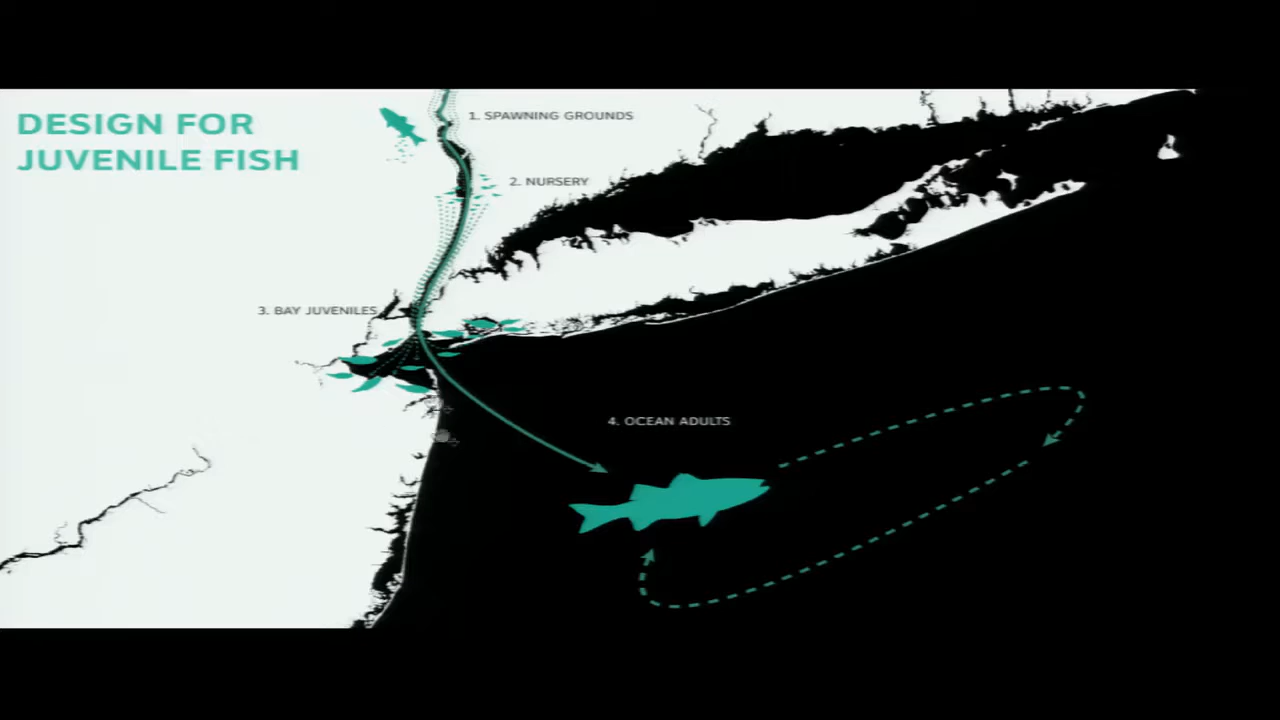 DESIGN FOR
JUVENILE FISH
1. SPAWNING GROUNDS
2. NURSERY
3. BAY JUVENILES
4. OCEAN ADULTS